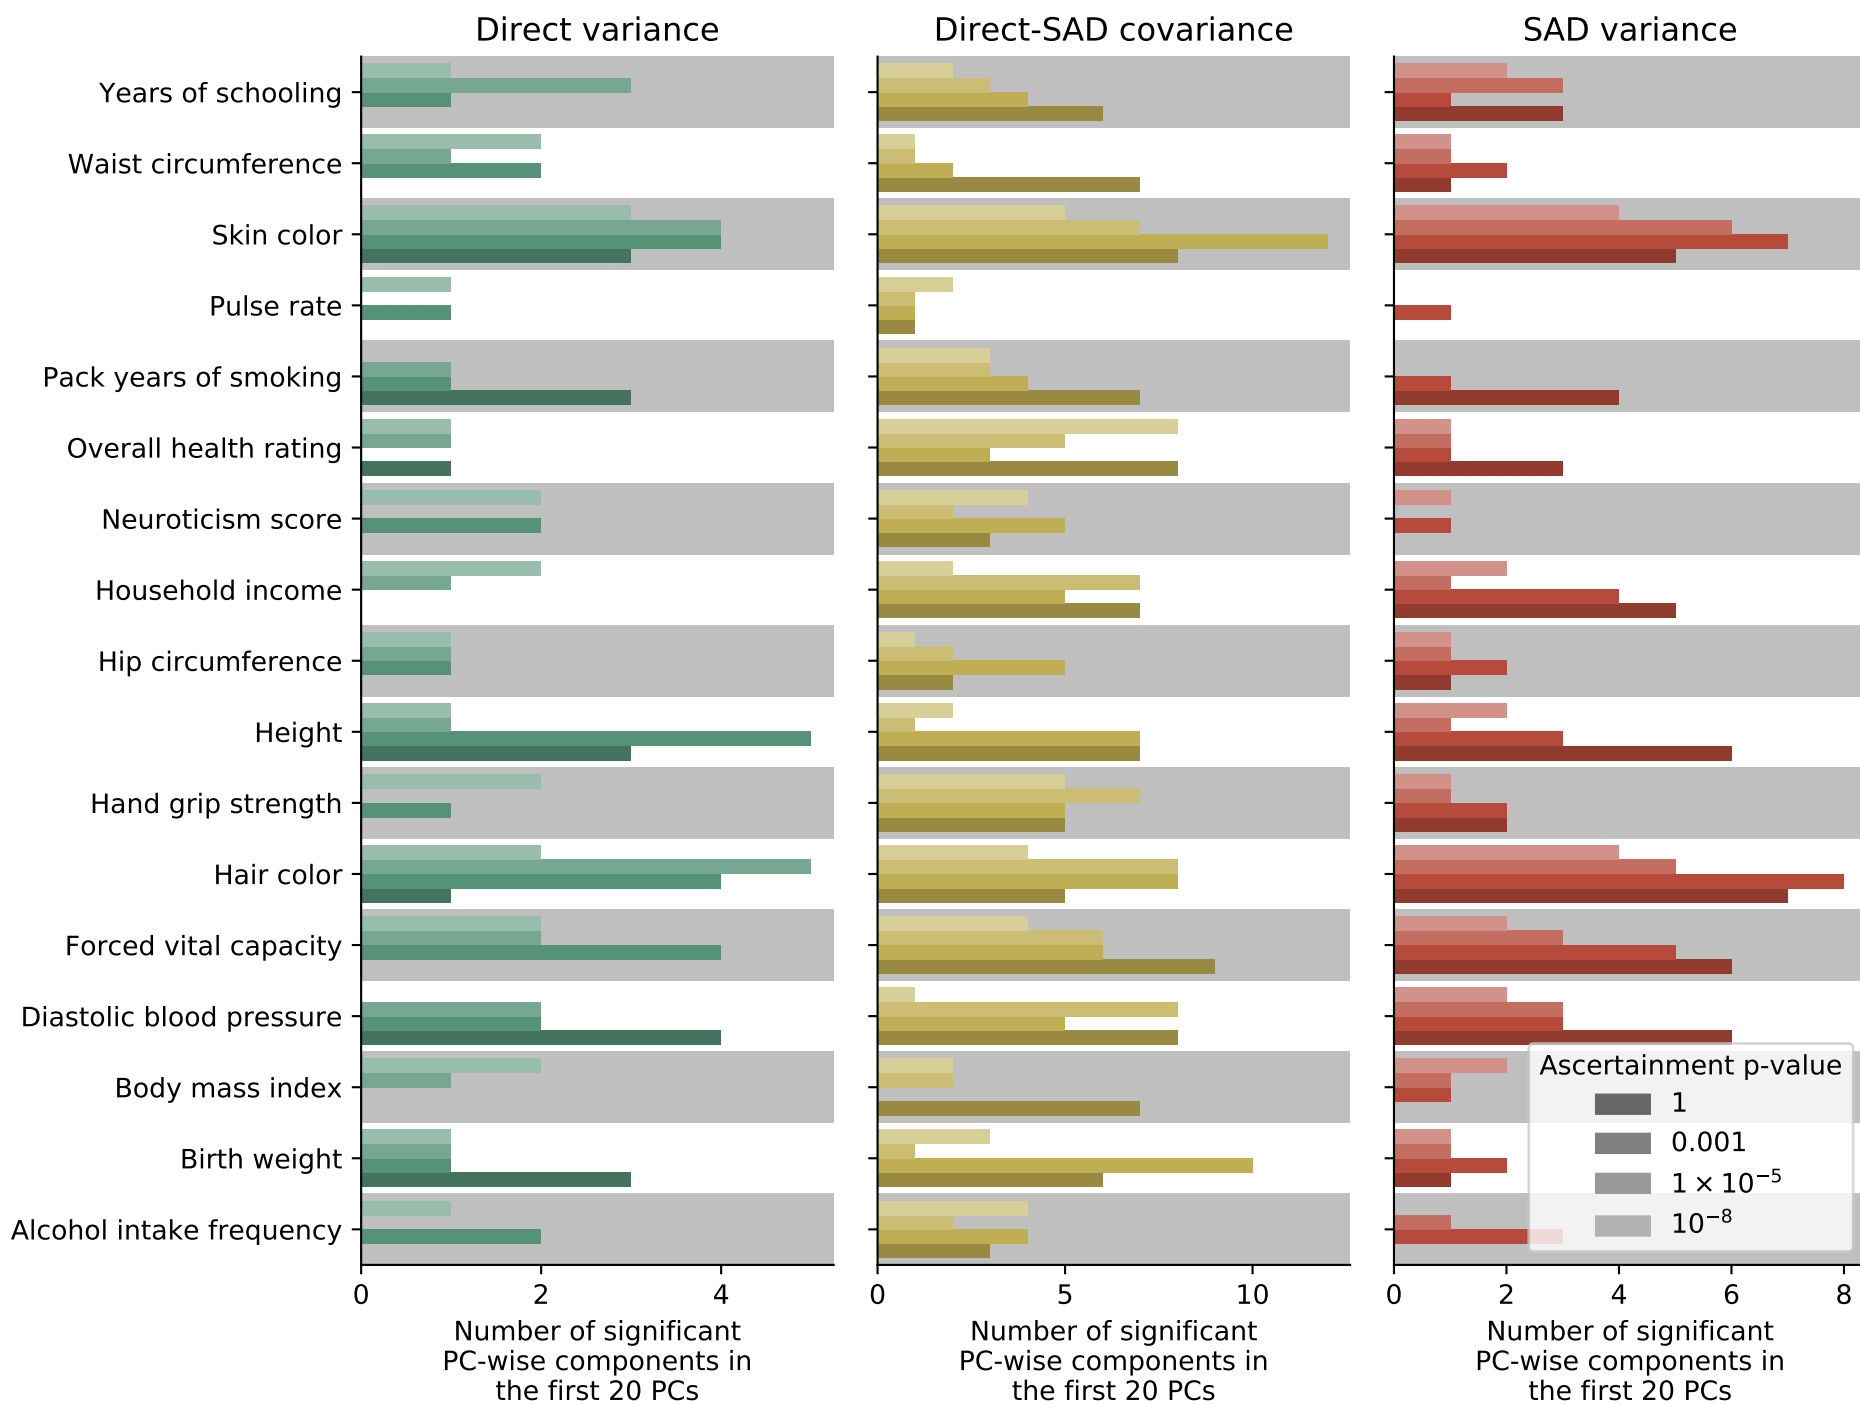 Direct variance
Direct-SAD covariance
SAD variance
Years of schooling
Waist circumference
Skin color
Pulse rate
Pack years of smoking
Overall health rating
Neuroticism score
Household income
Hip circumference
Height
Hand grip strength
Hair color
Forced vital capacity
Diastolic blood pressure
Body mass index
Birth weight
Alcohol intake frequency
Ascertainment p-value
1
0.001
1 × 10⁻⁵
10⁻⁸
0 2 4
0 5 10
0 2 4 6 8
Number of significant
PC-wise components in
the first 20 PCs
Number of significant
PC-wise components in
the first 20 PCs
Number of significant
PC-wise components in
the first 20 PCs